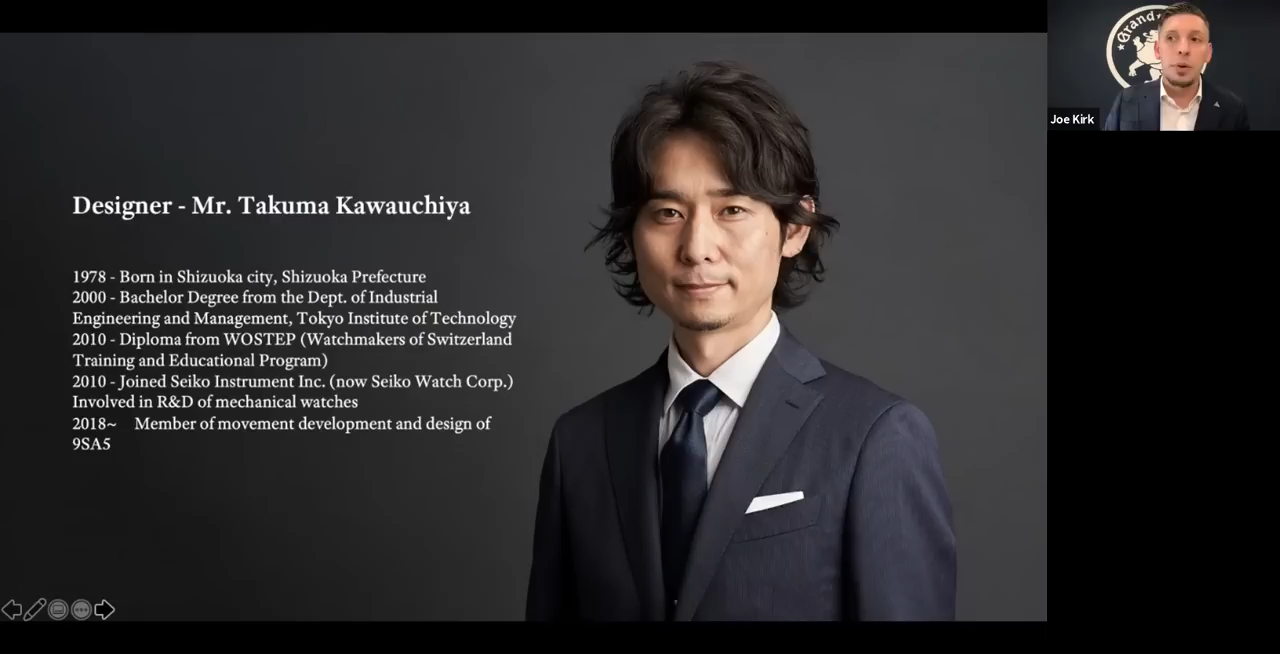 Designer - Mr. Takuma Kawauchiya
1978 - Born in Shizuoka city, Shizuoka Prefecture
2000 - Bachelor Degree from the Dept. of Industrial
Engineering and Management, Tokyo Institute of Technology
2010 - Diploma from WOSTEP (Watchmakers of Switzerland
Training and Educational Program)
2010 - Joined Seiko Instrument Inc. (now Seiko Watch Corp.)
Involved in R&D of mechanical watches
2018~ Member of movement development and design of
9SA5
Grand
Joe Kirk